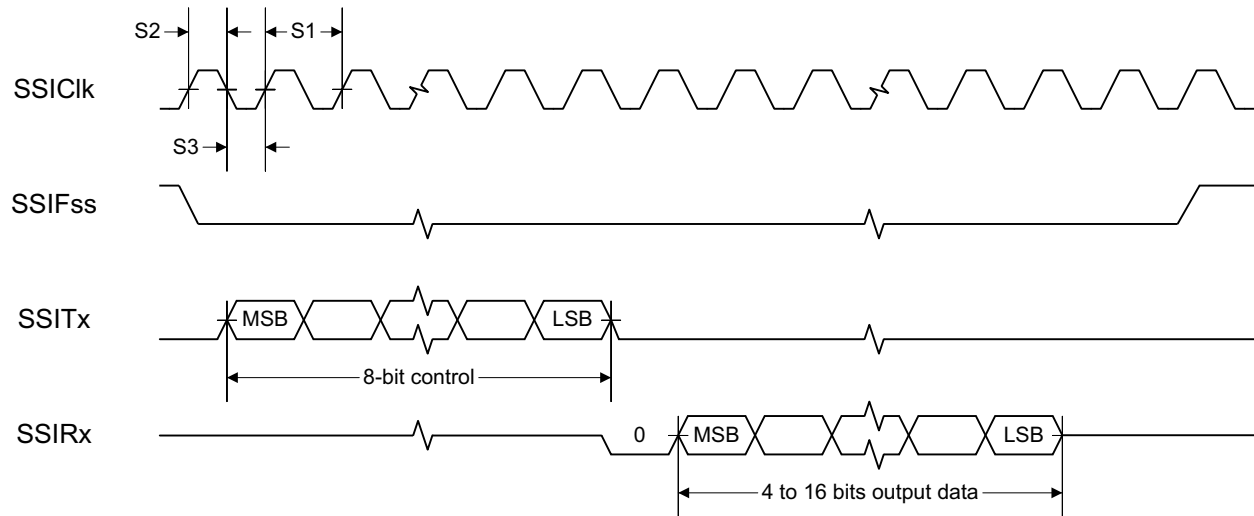 S2
S1
SSIClk
S3
SSIFss
SSITx
MSB
LSB
8-bit control
SSIRx
0
MSB
LSB
4 to 16 bits output data